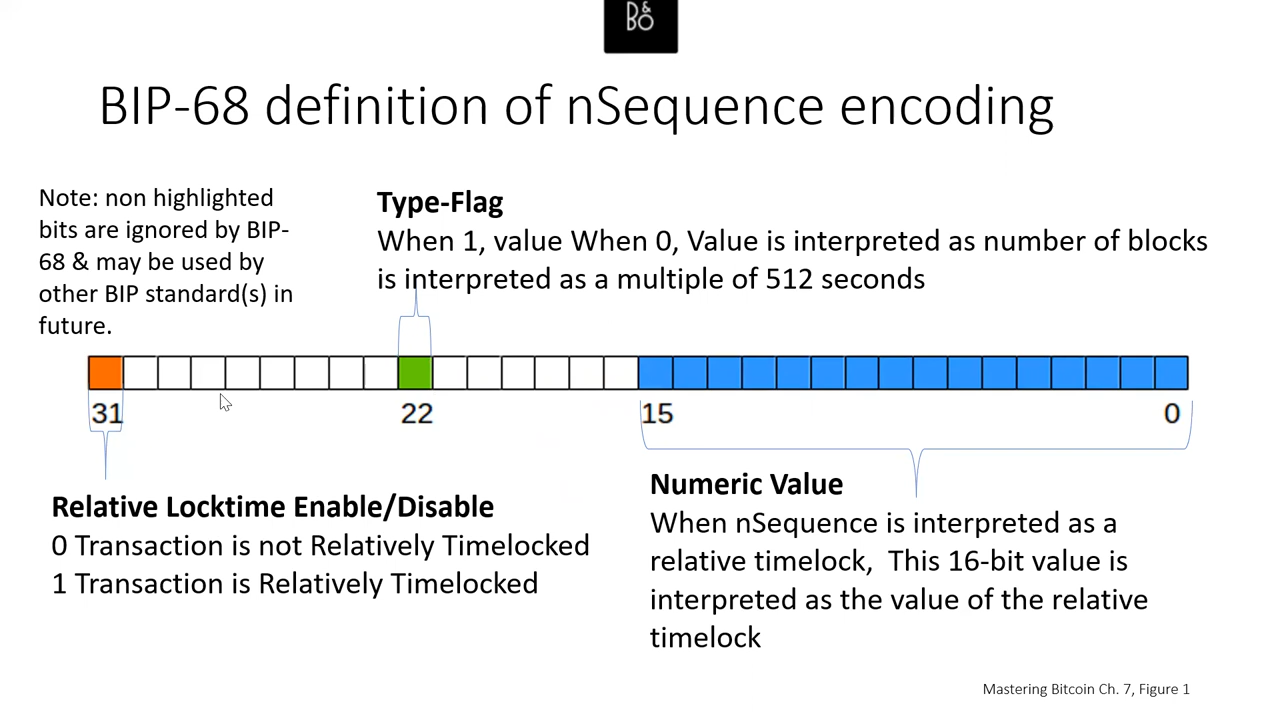 D&
BO
BIP-68 definition of nSequence encoding
Note: non highlighted
bits are ignored by BIP-
68 & may be used by
other BIP standard(s) in
future.
Type-Flag
When 1, value When 0, Value is interpreted as number of blocks
is interpreted as a multiple of 512 seconds
31
22
15
0
Relative Locktime Enable/Disable
0 Transaction is not Relatively Timelocked
1 Transaction is Relatively Timelocked
Numeric Value
When nSequence is interpreted as a
relative timelock,  This 16-bit value is
interpreted as the value of the relative
timelock
Mastering Bitcoin Ch. 7, Figure 1